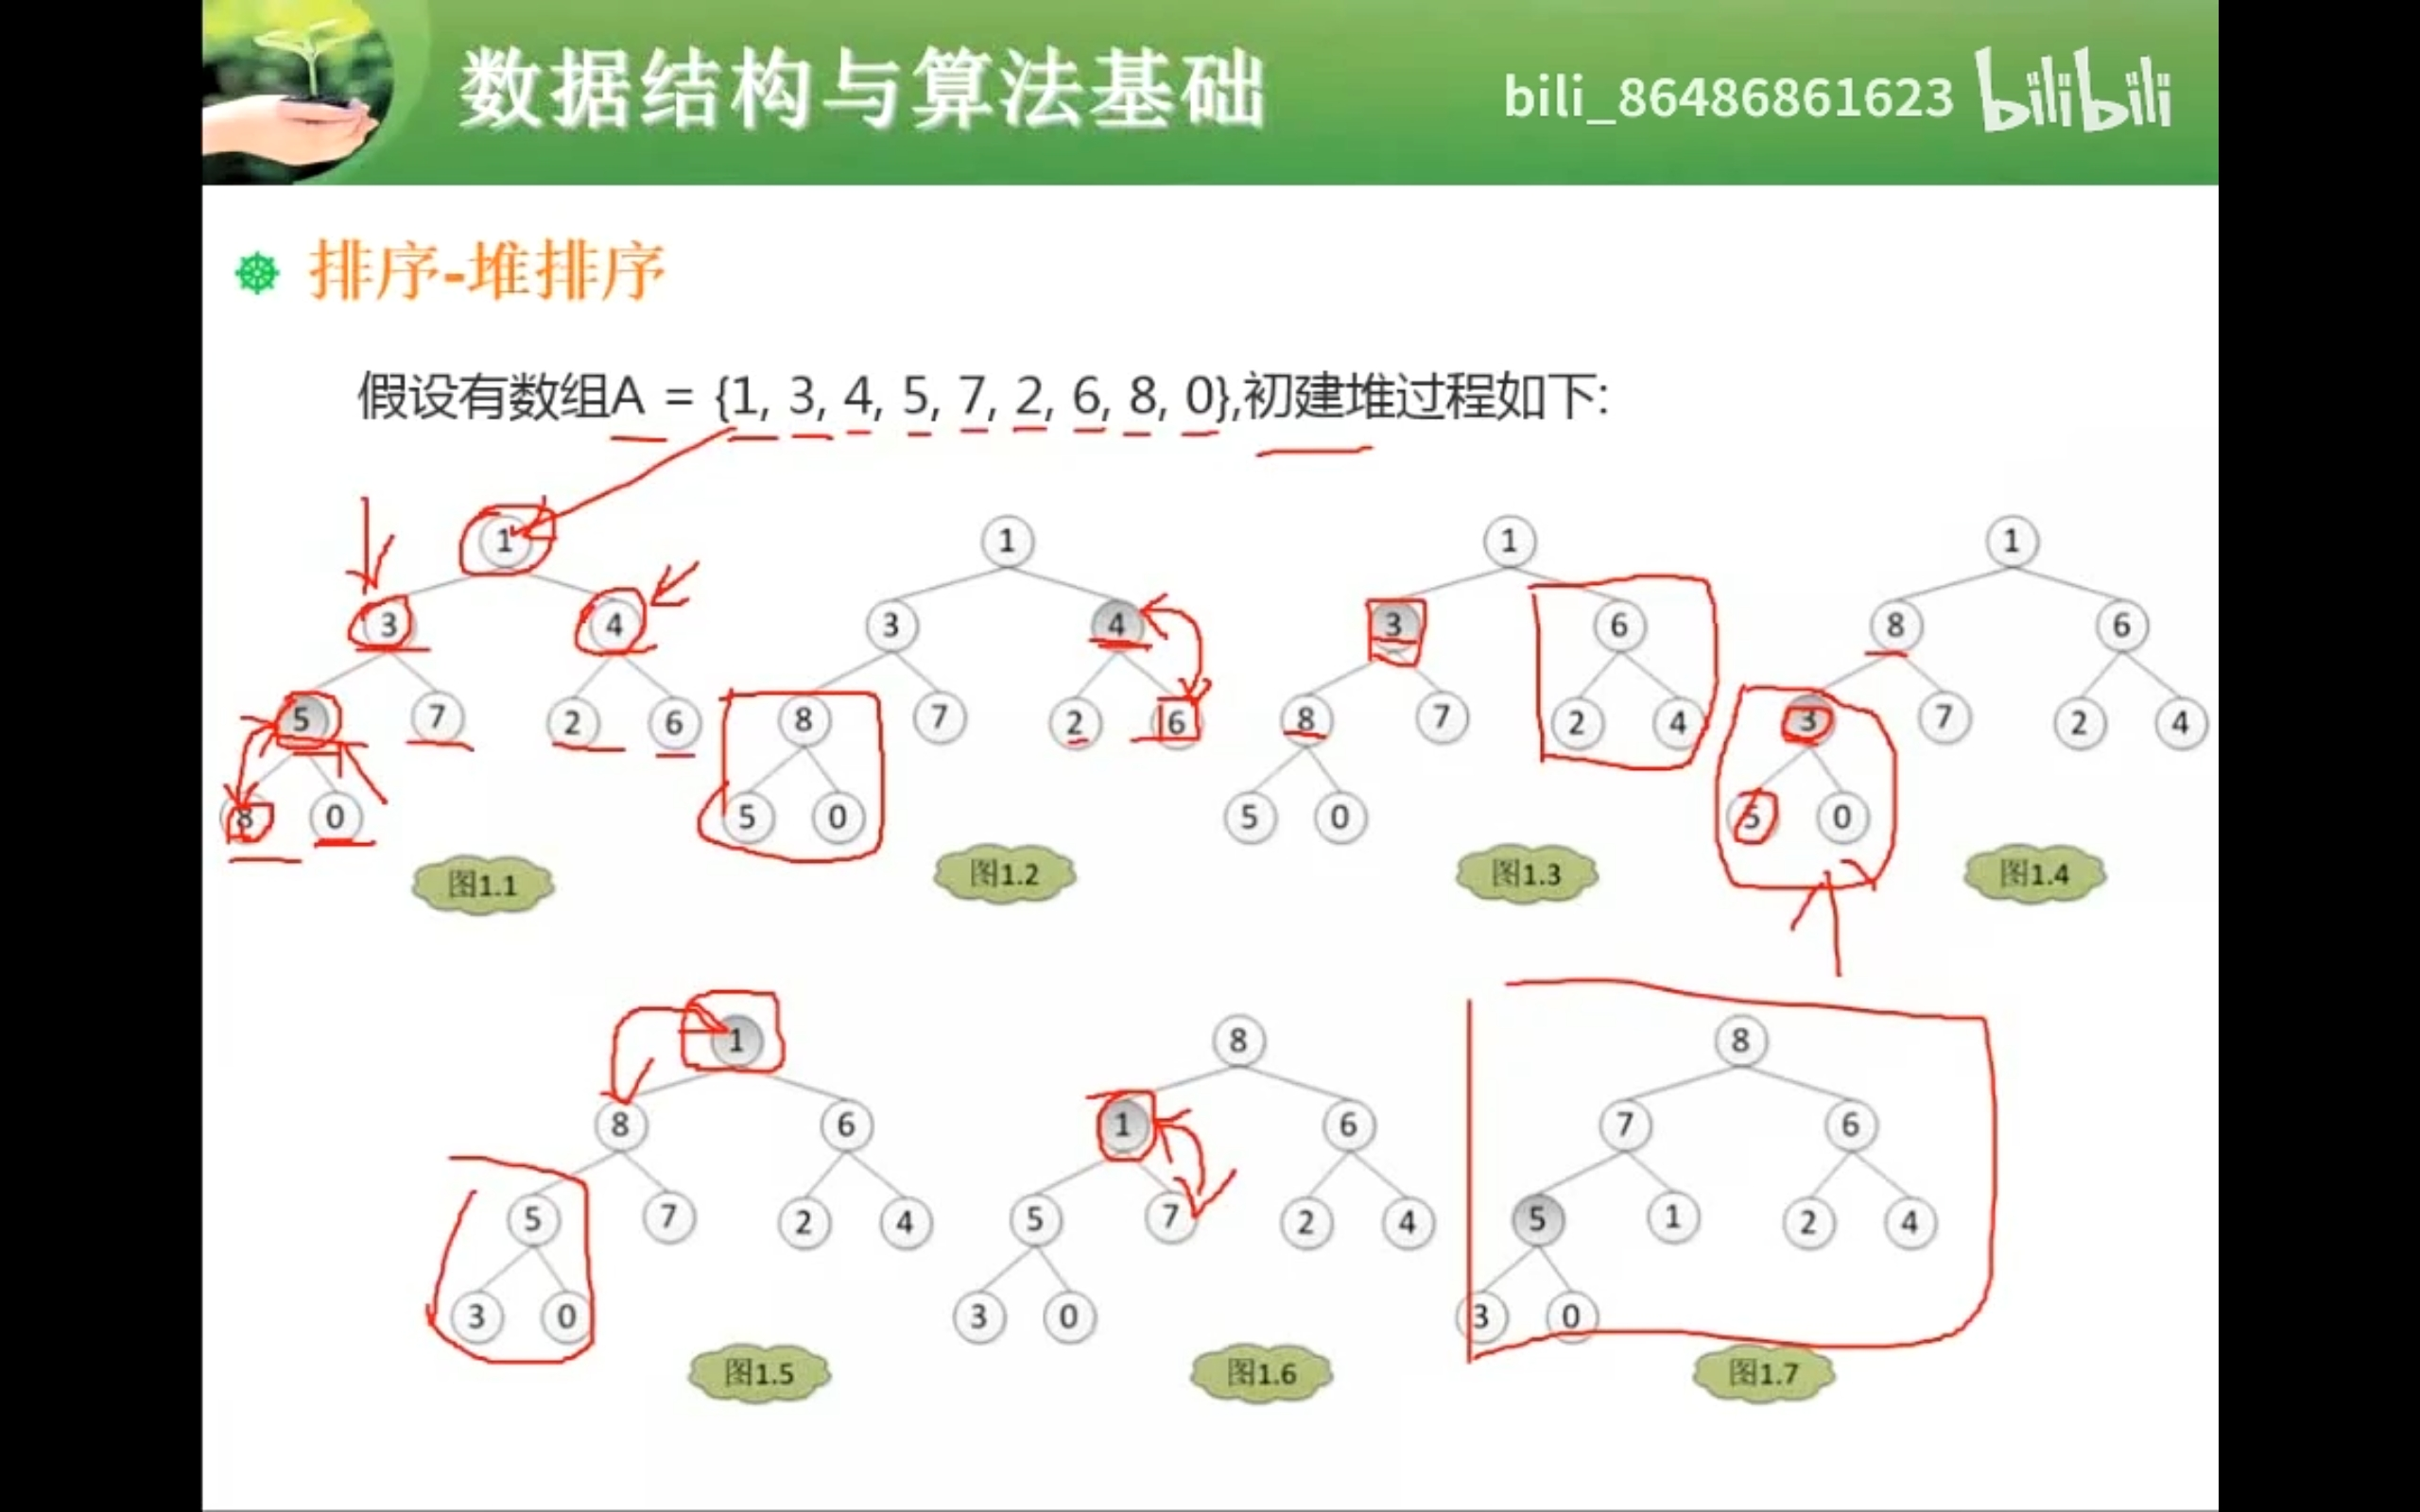 数据结构与算法基础
bili_86486861623 bilibili
排序-堆排序
假设有数组A = {1, 3, 4, 5, 7, 2, 6, 8, 0},初建堆过程如下:
1 1 1 1
3 4 3 4 3 6 8 6
5 7 2 6 8 7 2 6 8 7 2 4 3 7 2 4
8 0 5 0 5 0 5 0
图1.1 图1.2 图1.3 图1.4
1 8 8
8 6 1 6 7 6
5 7 2 4 5 7 2 4 5 1 2 4
3 0 3 0 3 0
图1.5 图1.6 图1.7